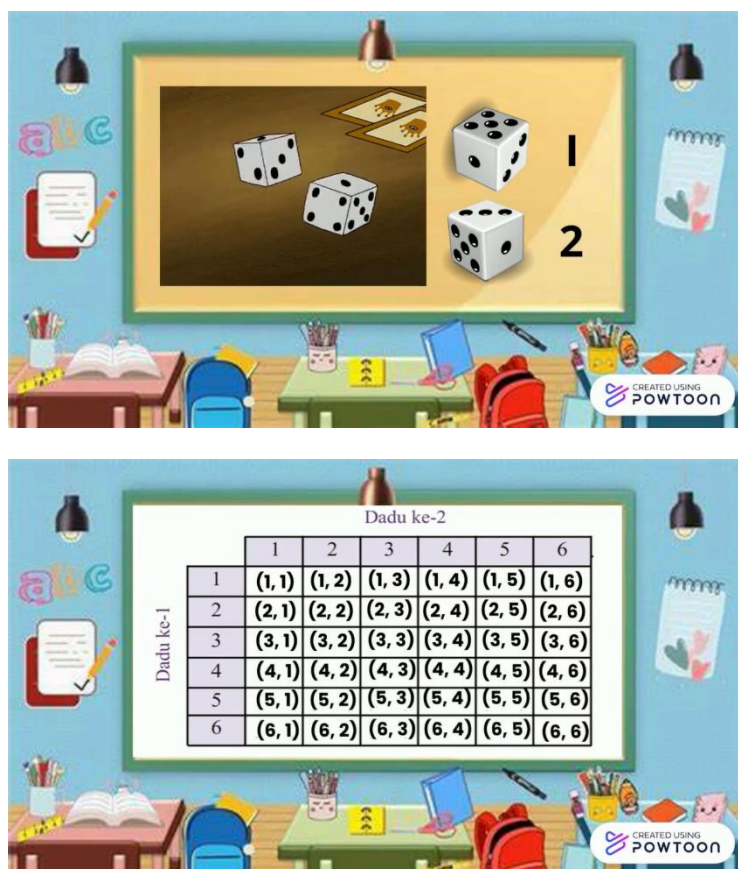 1
2
CREATED USING
POWTOON
Dadu ke-2
1 2 3 4 5 6
Dadu ke-1
1 (1, 1) (1, 2) (1, 3) (1, 4) (1, 5) (1, 6)
2 (2, 1) (2, 2) (2, 3) (2, 4) (2, 5) (2, 6)
3 (3, 1) (3, 2) (3, 3) (3, 4) (3, 5) (3, 6)
4 (4, 1) (4, 2) (4, 3) (4, 4) (4, 5) (4, 6)
5 (5, 1) (5, 2) (5, 3) (5, 4) (5, 5) (5, 6)
6 (6, 1) (6, 2) (6, 3) (6, 4) (6, 5) (6, 6)
CREATED USING
POWTOON